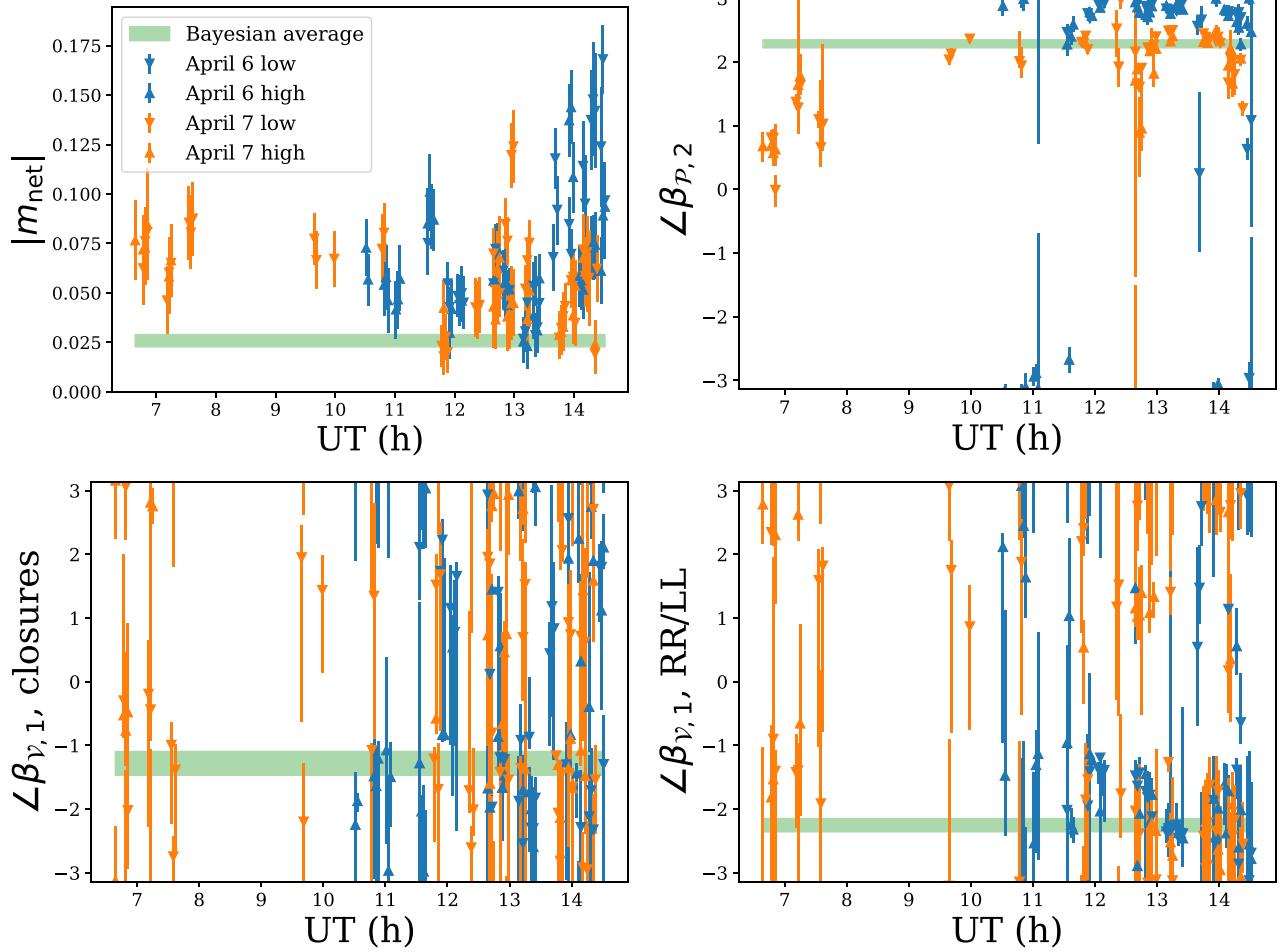 0.175
0.150
0.125
0.100
0.075
0.050
0.025
0.000
|m_net|
Bayesian average
April 6 low
April 6 high
April 7 low
April 7 high
7 8 9 10 11 12 13 14
UT (h)
3
2
1
0
−1
−2
−3
∠β_𝒫, 2
7 8 9 10 11 12 13 14
UT (h)
3
2
1
0
−1
−2
−3
∠β_𝒱, 1, closures
7 8 9 10 11 12 13 14
UT (h)
3
2
1
0
−1
−2
−3
∠β_𝒱, 1, RR/LL
7 8 9 10 11 12 13 14
UT (h)